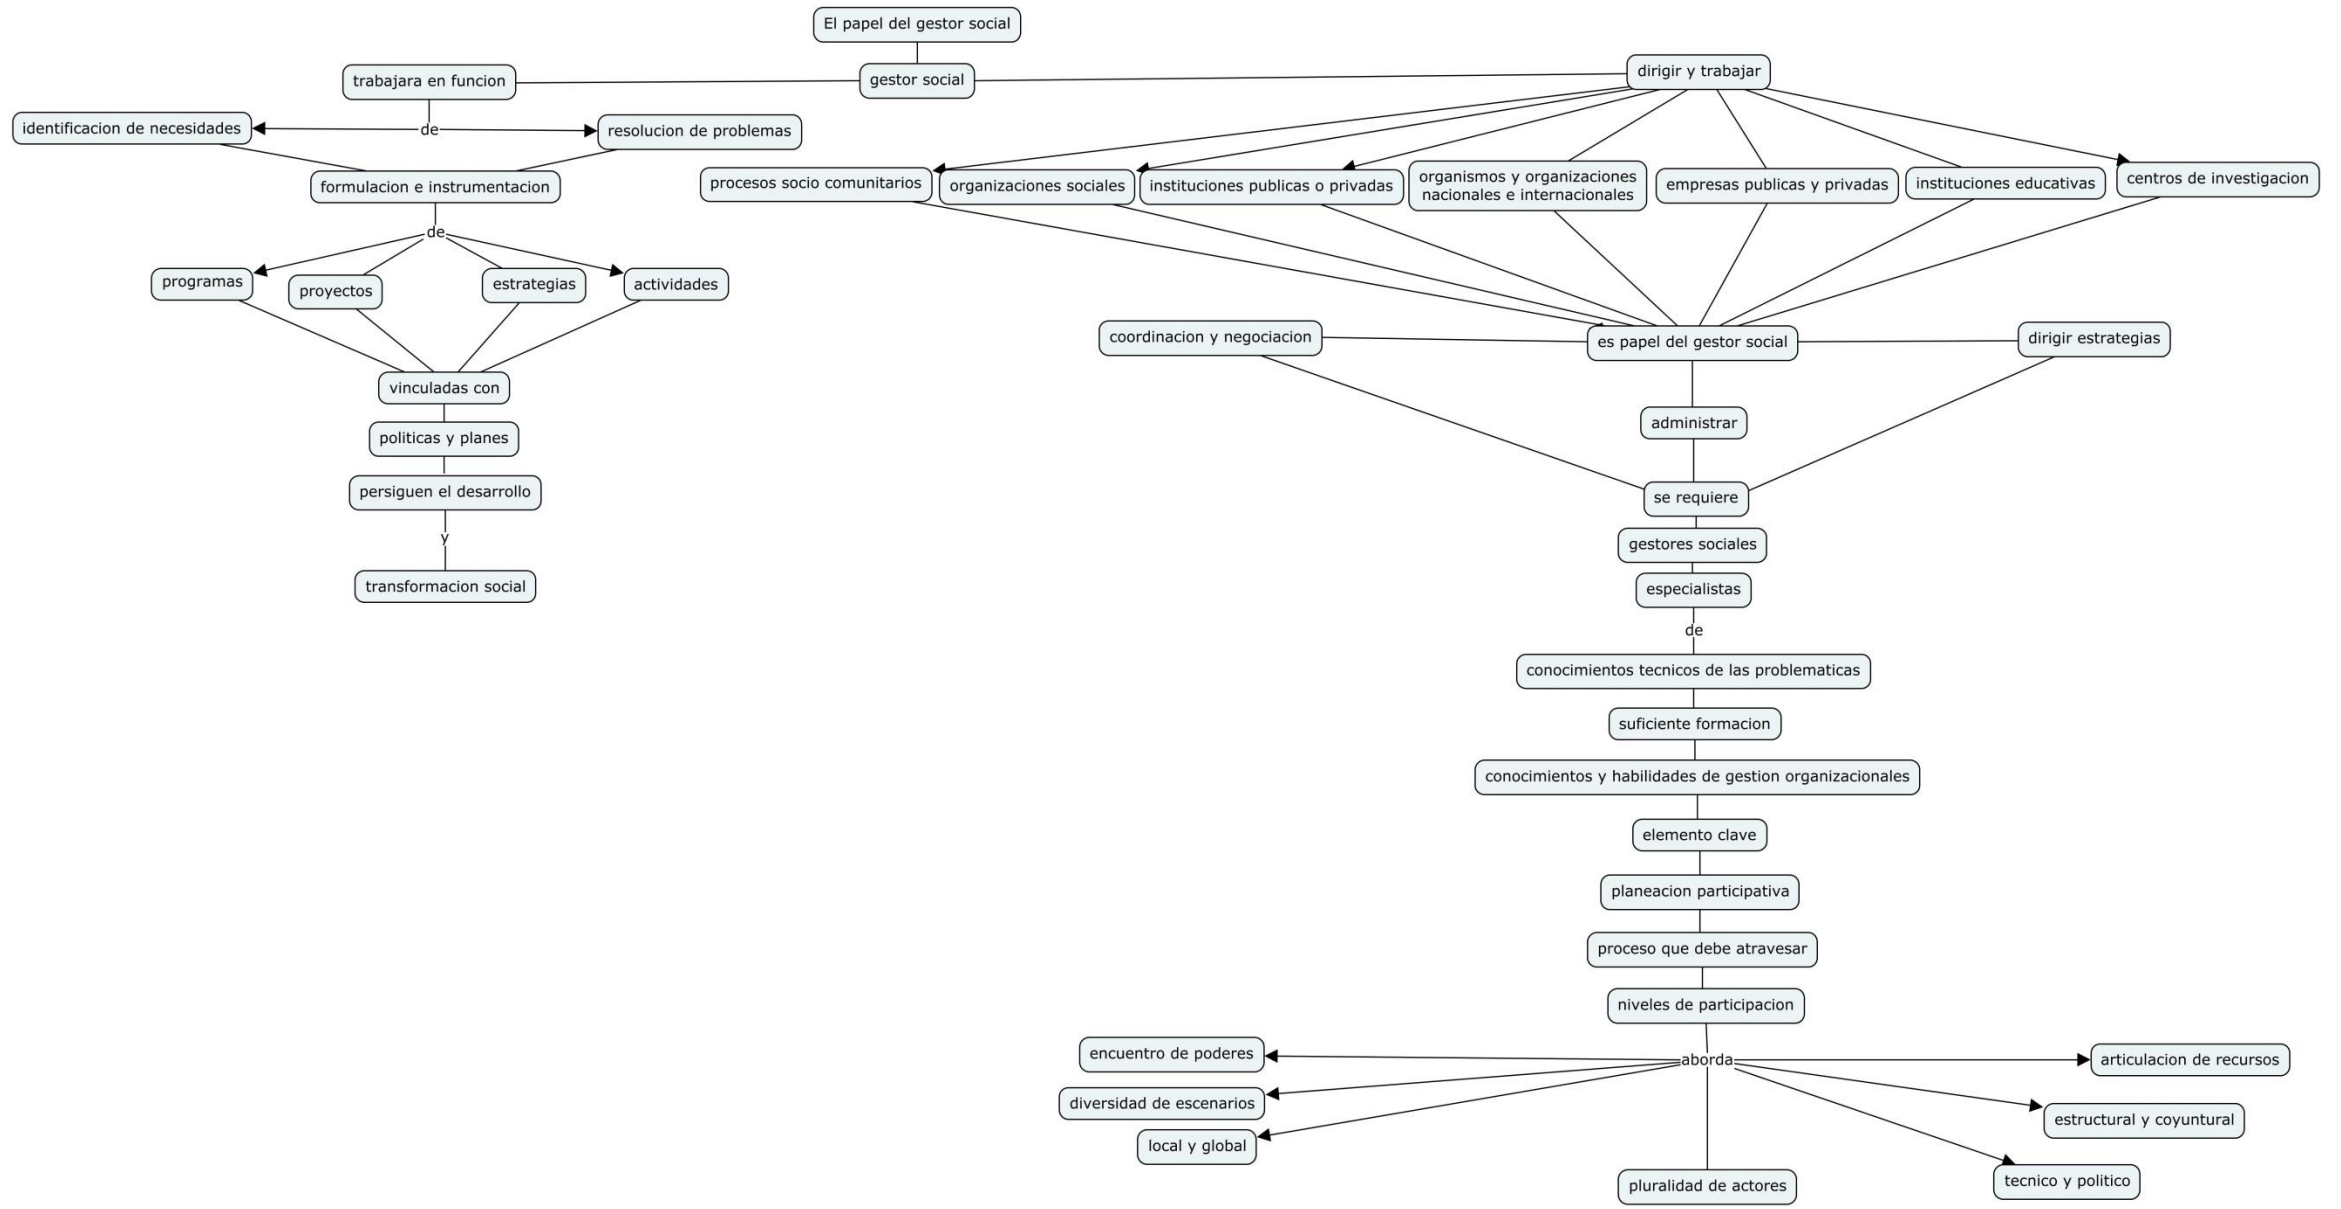 El papel del gestor social
gestor social
trabajara en funcion
dirigir y trabajar
de
identificacion de necesidades
resolucion de problemas
formulacion e instrumentacion
de
programas
proyectos
estrategias
actividades
vinculadas con
politicas y planes
persiguen el desarrollo
y
transformacion social
procesos socio comunitarios
organizaciones sociales
instituciones publicas o privadas
organismos y organizaciones
nacionales e internacionales
empresas publicas y privadas
instituciones educativas
centros de investigacion
coordinacion y negociacion
es papel del gestor social
dirigir estrategias
administrar
se requiere
gestores sociales
especialistas
de
conocimientos tecnicos de las problematicas
suficiente formacion
conocimientos y habilidades de gestion organizacionales
elemento clave
planeacion participativa
proceso que debe atravesar
niveles de participacion
aborda
encuentro de poderes
diversidad de escenarios
local y global
pluralidad de actores
articulacion de recursos
estructural y coyuntural
tecnico y politico